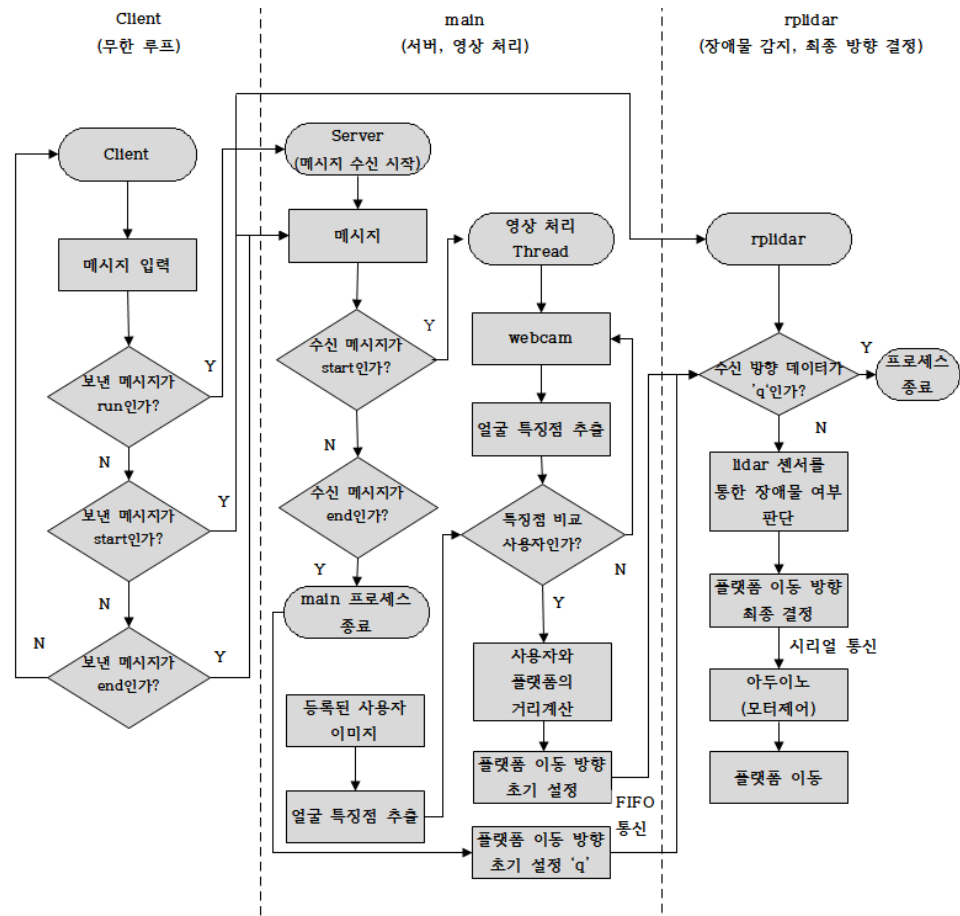 Client
(무한 루프)
main
(서버, 영상 처리)
rplidar
(장애물 감지, 최종 방향 결정)
Client
메시지 입력
보낸 메시지가
run인가?
Y
N
보낸 메시지가
start인가?
Y
N
보낸 메시지가
end인가?
N
Y
Server
(메시지 수신 시작)
메시지
수신 메시지가
start인가?
Y
N
수신 메시지가
end인가?
Y
main 프로세스
종료
등록된 사용자
이미지
얼굴 특징점 추출
영상 처리
Thread
webcam
얼굴 특징점 추출
특징점 비교
사용자인가?
N
Y
사용자와
플랫폼의
거리계산
플랫폼 이동 방향
초기 설정
FIFO
통신
플랫폼 이동 방향
초기 설정 ‘q’
rplidar
수신 방향 데이터가
'q'인가?
Y
프로세스
종료
N
lidar 센서를
통한 장애물 여부
판단
플랫폼 이동 방향
최종 결정
시리얼 통신
아두이노
(모터제어)
플랫폼 이동